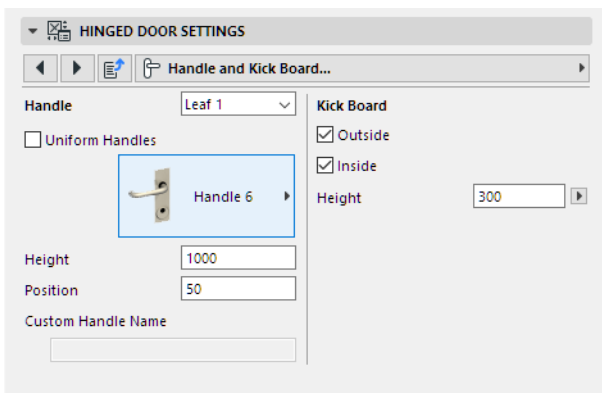 HINGED DOOR SETTINGS
Handle and Kick Board...
Handle
Leaf 1
Uniform Handles
Handle 6
Height
1000
Position
50
Custom Handle Name
Kick Board
Outside
Inside
Height
300